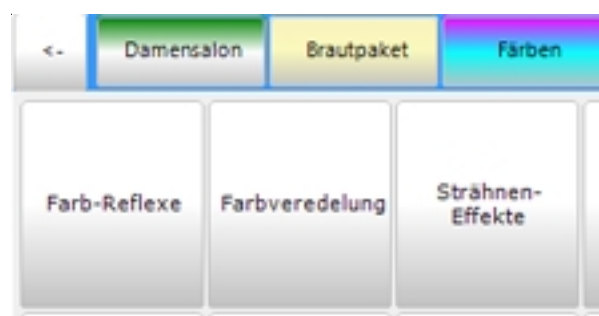 <- Damensalon Brautpaket Färben
Farb-Reflexe Farbveredelung Strähnen-
Effekte